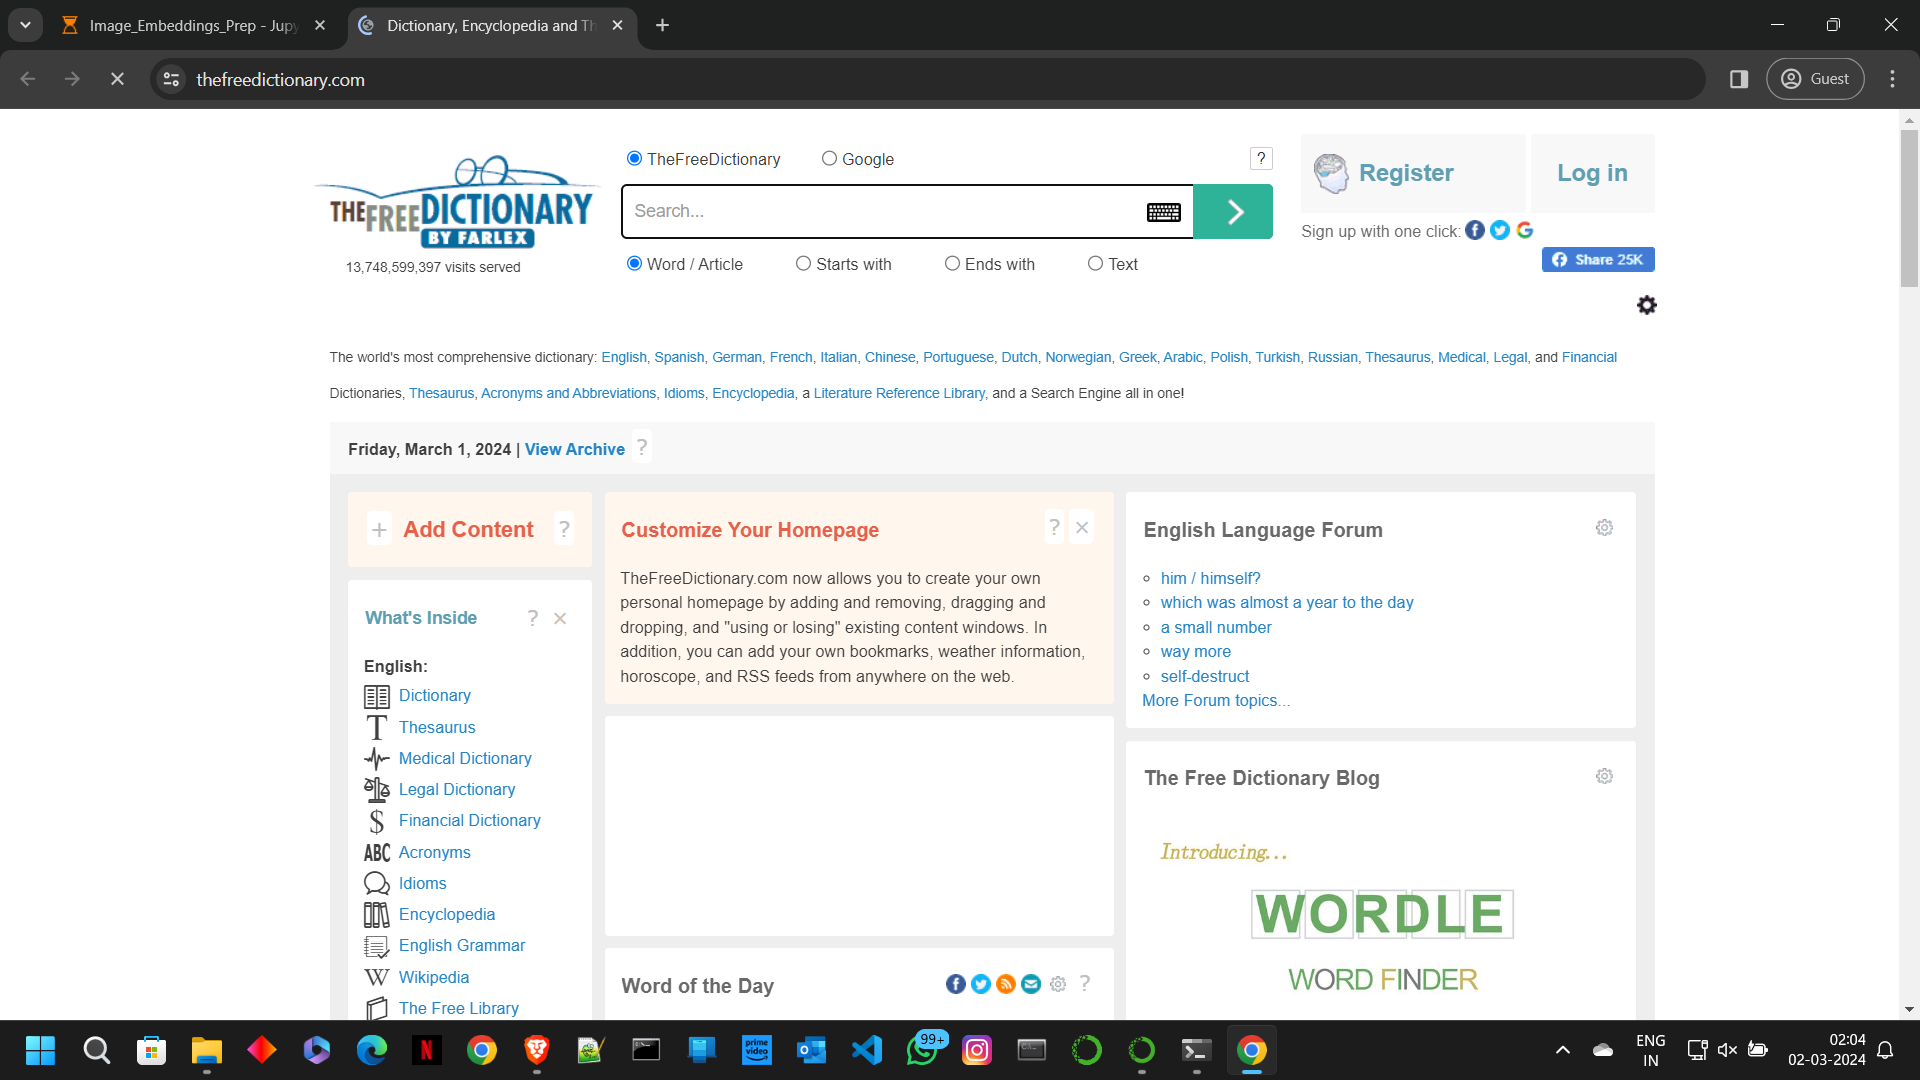 Image_Embeddings_Prep - Jupy
Dictionary, Encyclopedia and Th
thefreedictionary.com
Guest
THEFREEDICTIONARY
BY FARLEX
13,748,599,397 visits served
TheFreeDictionary
Google
?
Search...
Word / Article
Starts with
Ends with
Text
Register
Log in
Sign up with one click:
Share 25K
The world's most comprehensive dictionary: English, Spanish, German, French, Italian, Chinese, Portuguese, Dutch, Norwegian, Greek, Arabic, Polish, Turkish, Russian, Thesaurus, Medical, Legal, and Financial
Dictionaries, Thesaurus, Acronyms and Abbreviations, Idioms, Encyclopedia, a Literature Reference Library, and a Search Engine all in one!
Friday, March 1, 2024 | View Archive ?
+ Add Content ?
What's Inside ?
English:
Dictionary
Thesaurus
Medical Dictionary
Legal Dictionary
$ Financial Dictionary
ABC Acronyms
Idioms
Encyclopedia
English Grammar
W Wikipedia
The Free Library
Customize Your Homepage ?
TheFreeDictionary.com now allows you to create your own
personal homepage by adding and removing, dragging and
dropping, and "using or losing" existing content windows. In
addition, you can add your own bookmarks, weather information,
horoscope, and RSS feeds from anywhere on the web.
Word of the Day ?
English Language Forum
him / himself?
which was almost a year to the day
a small number
way more
self-destruct
More Forum topics...
The Free Dictionary Blog
Introducing...
WORDLE
WORD FINDER
prime video
99+
ENG
IN
02:04
02-03-2024